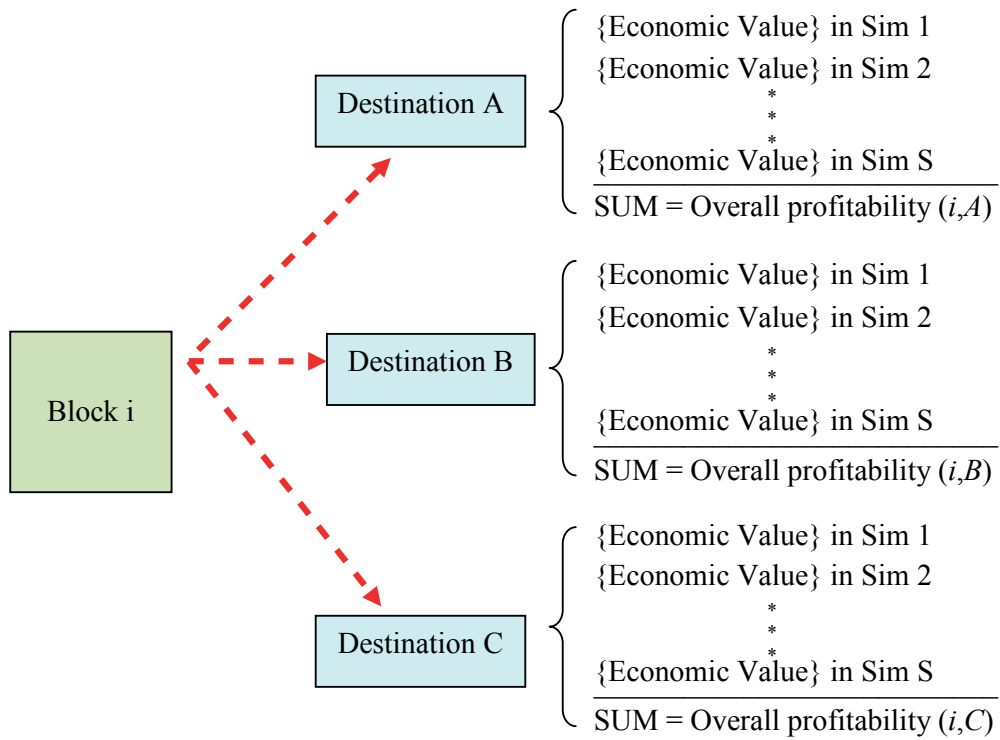 Block i
Destination A
{Economic Value} in Sim 1
{Economic Value} in Sim 2
*
*
*
{Economic Value} in Sim S
SUM = Overall profitability (i,A)
Destination B
{Economic Value} in Sim 1
{Economic Value} in Sim 2
*
*
*
{Economic Value} in Sim S
SUM = Overall profitability (i,B)
Destination C
{Economic Value} in Sim 1
{Economic Value} in Sim 2
*
*
*
{Economic Value} in Sim S
SUM = Overall profitability (i,C)